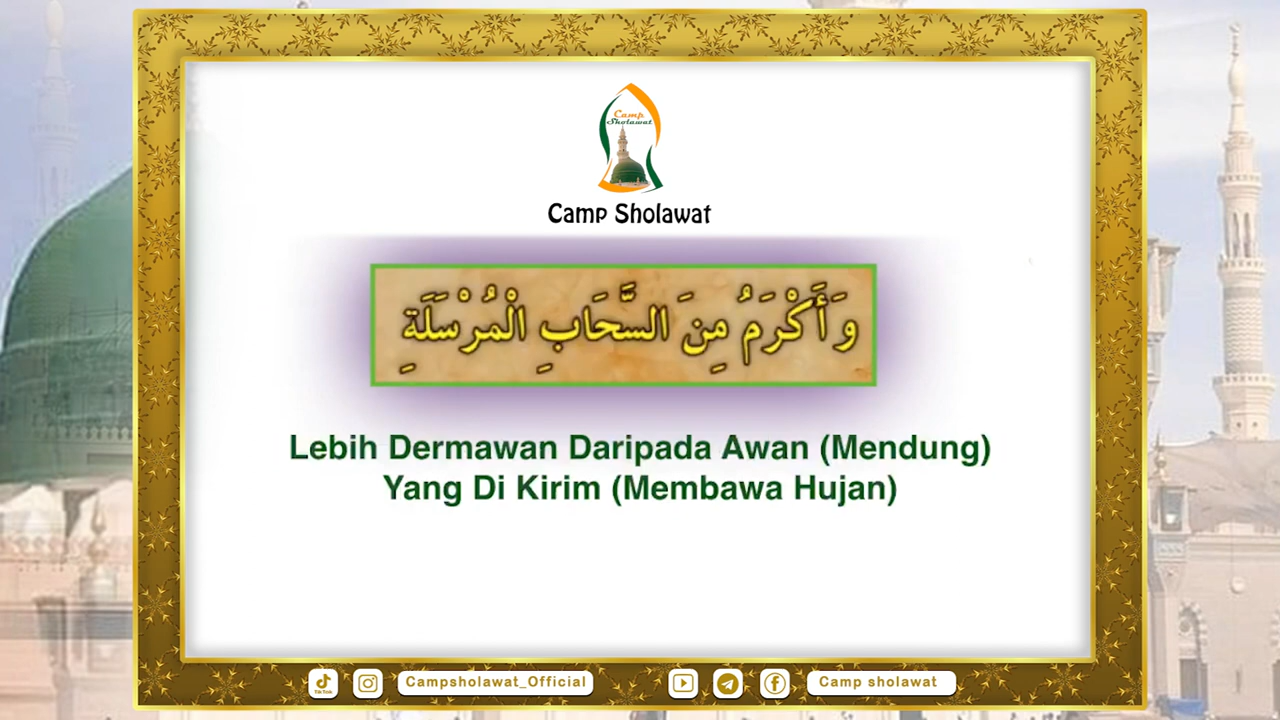 Camp
Sholawat
Camp Sholawat
وَأَكْرَمُ مِنَ السَّحَابِ الْمُرْسَلَةِ
Lebih Dermawan Daripada Awan (Mendung)
Yang Di Kirim (Membawa Hujan)
TikTok
Campsholawat_Official
Camp sholawat